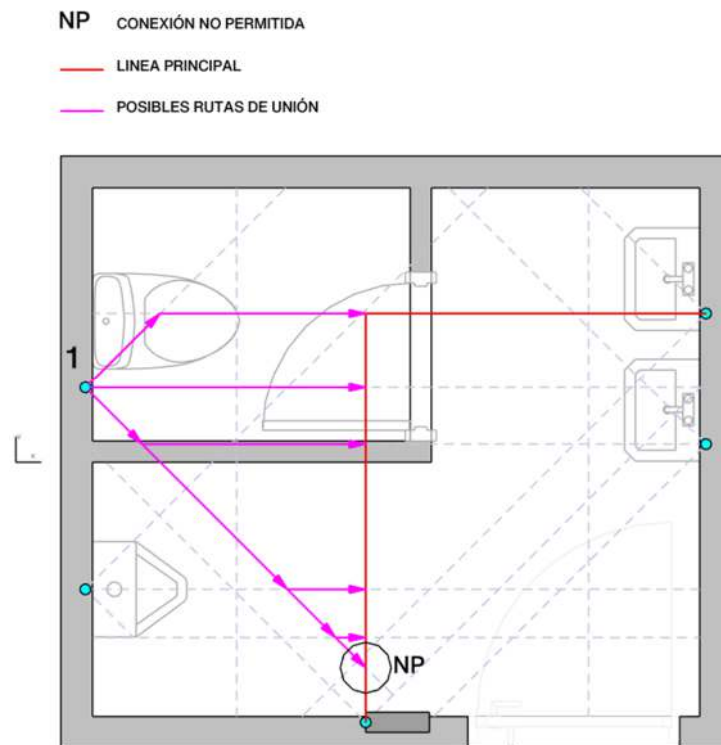 NP CONEXIÓN NO PERMITIDA
LINEA PRINCIPAL
POSIBLES RUTAS DE UNIÓN
1
NP